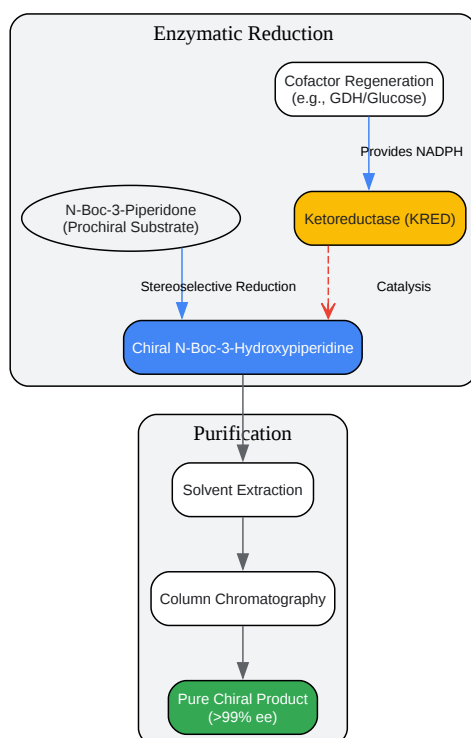 Enzymatic Reduction
Cofactor Regeneration
(e.g., GDH/Glucose)
Provides NADPH
N-Boc-3-Piperidone
(Prochiral Substrate)
Ketoreductase (KRED)
Stereoselective Reduction
Catalysis
Chiral N-Boc-3-Hydroxypiperidine
Purification
Solvent Extraction
Column Chromatography
Pure Chiral Product
(>99% ee)